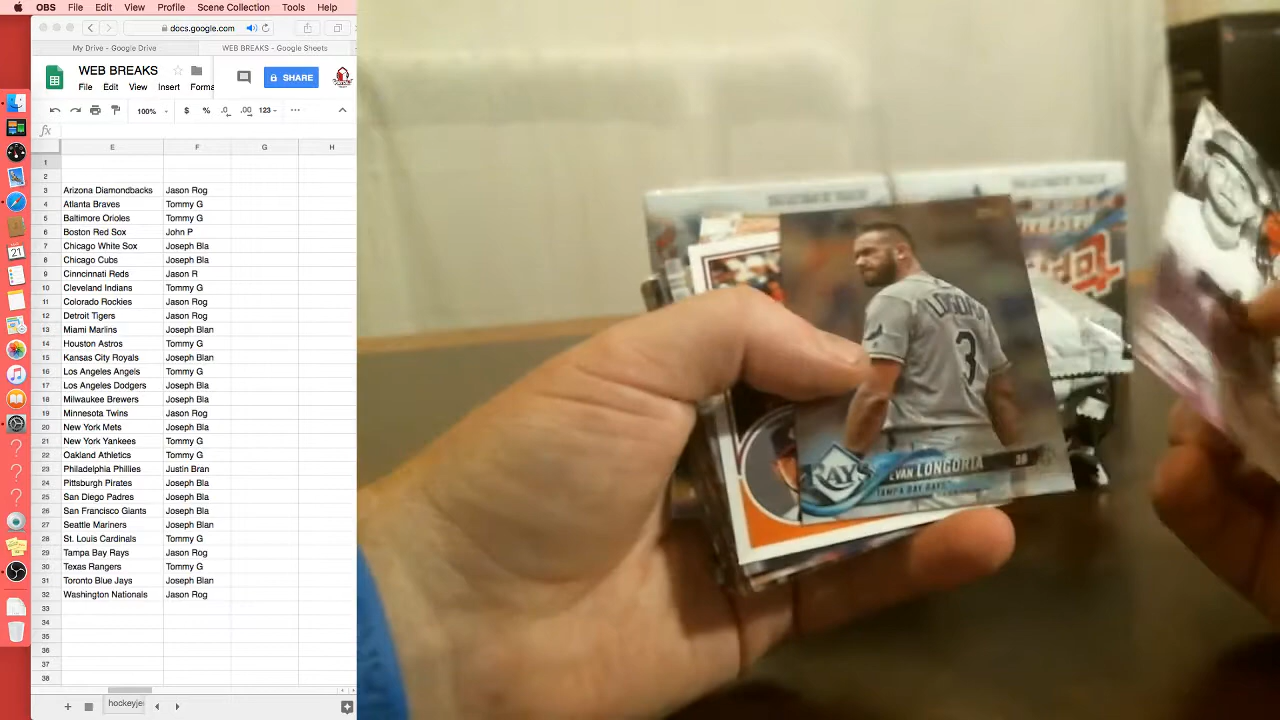 OBS File Edit View Profile Scene Collection Tools Help
docs.google.com
My Drive - Google Drive WEB BREAKS - Google Sheets
WEB BREAKS
File Edit View Insert Forma
SHARE
100% $ % .0 .00 123
fx
E F G H
1
2
3 Arizona Diamondbacks Jason Rog
4 Atlanta Braves Tommy G
5 Baltimore Orioles Tommy G
6 Boston Red Sox John P
7 Chicago White Sox Joseph Bla
8 Chicago Cubs Joseph Bla
9 Cinncinnati Reds Jason R
10 Cleveland Indians Tommy G
11 Colorado Rockies Jason Rog
12 Detroit Tigers Jason Rog
13 Miami Marlins Joseph Blan
14 Houston Astros Tommy G
15 Kansas City Royals Joseph Blan
16 Los Angeles Angels Tommy G
17 Los Angeles Dodgers Joseph Bla
18 Milwaukee Brewers Joseph Bla
19 Minnesota Twins Jason Rog
20 New York Mets Joseph Bla
21 New York Yankees Tommy G
22 Oakland Athletics Tommy G
23 Philadelphia Phillies Justin Bran
24 Pittsburgh Pirates Joseph Bla
25 San Diego Padres Joseph Bla
26 San Francisco Giants Joseph Bla
27 Seattle Mariners Joseph Blan
28 St. Louis Cardinals Tommy G
29 Tampa Bay Rays Jason Rog
30 Texas Rangers Tommy G
31 Toronto Blue Jays Joseph Blan
32 Washington Nationals Jason Rog
33
34
35
36
37
38
hockeyje
21
LONGORIA
3
RAYS
EVAN LONGORIA 3B
TAMPA BAY RAYS
Topps